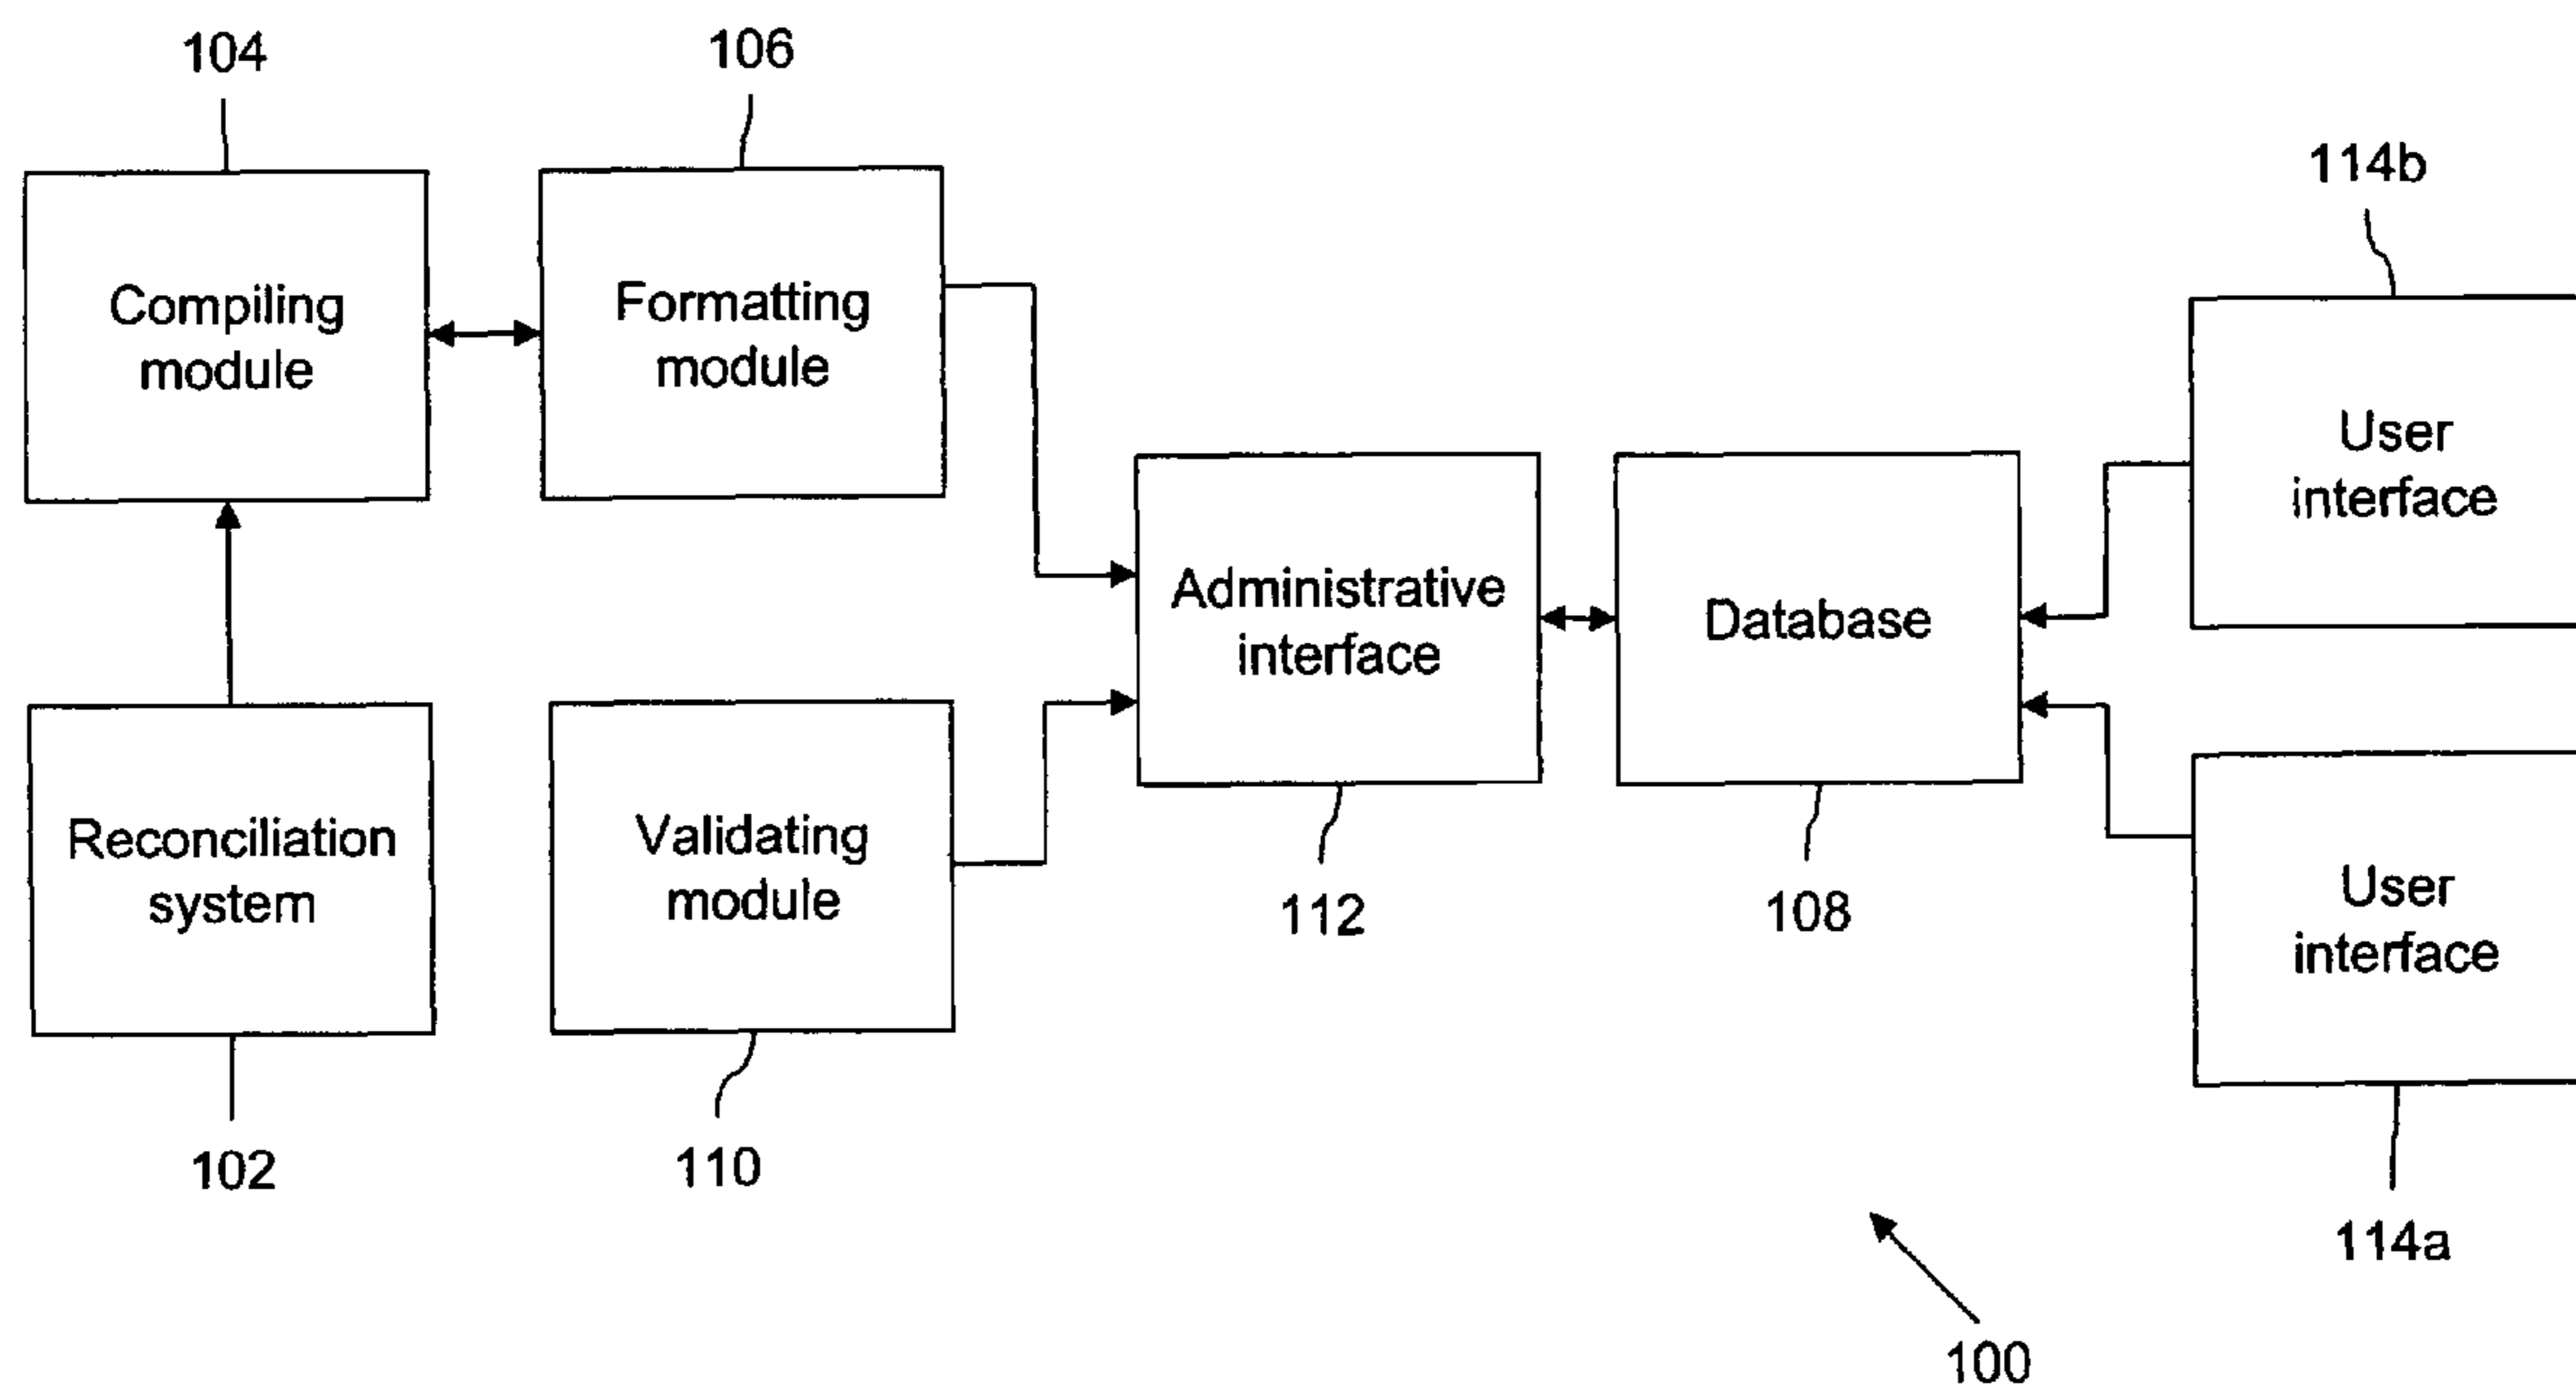 104
106
114b
Compiling
module
Formatting
module
User
interface
Administrative
interface
Database
Reconciliation
system
Validating
module
User
interface
112
108
102
110
114a
100